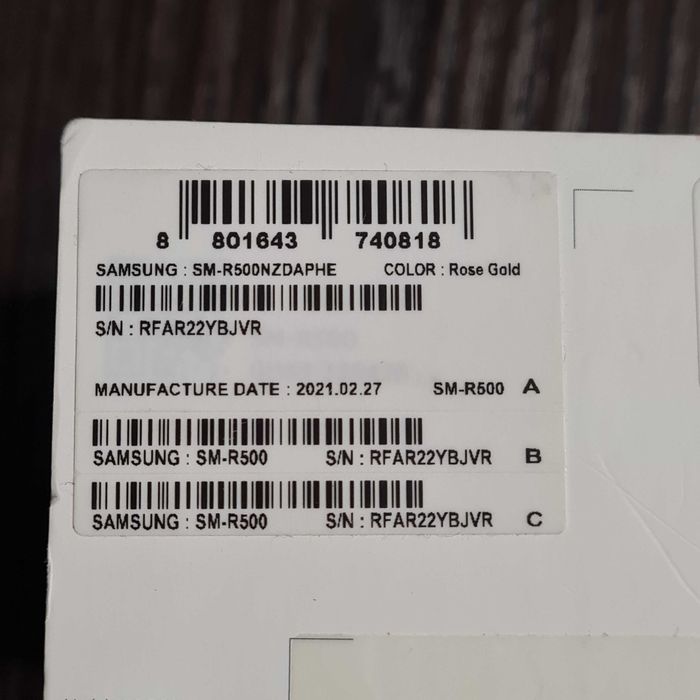 8 801643 740818
SAMSUNG : SM-R500NZDAPHE COLOR : Rose Gold
S/N : RFAR22YBJVR
MANUFACTURE DATE : 2021.02.27 SM-R500 A
SAMSUNG : SM-R500 S/N : RFAR22YBJVR B
SAMSUNG : SM-R500 S/N : RFAR22YBJVR C